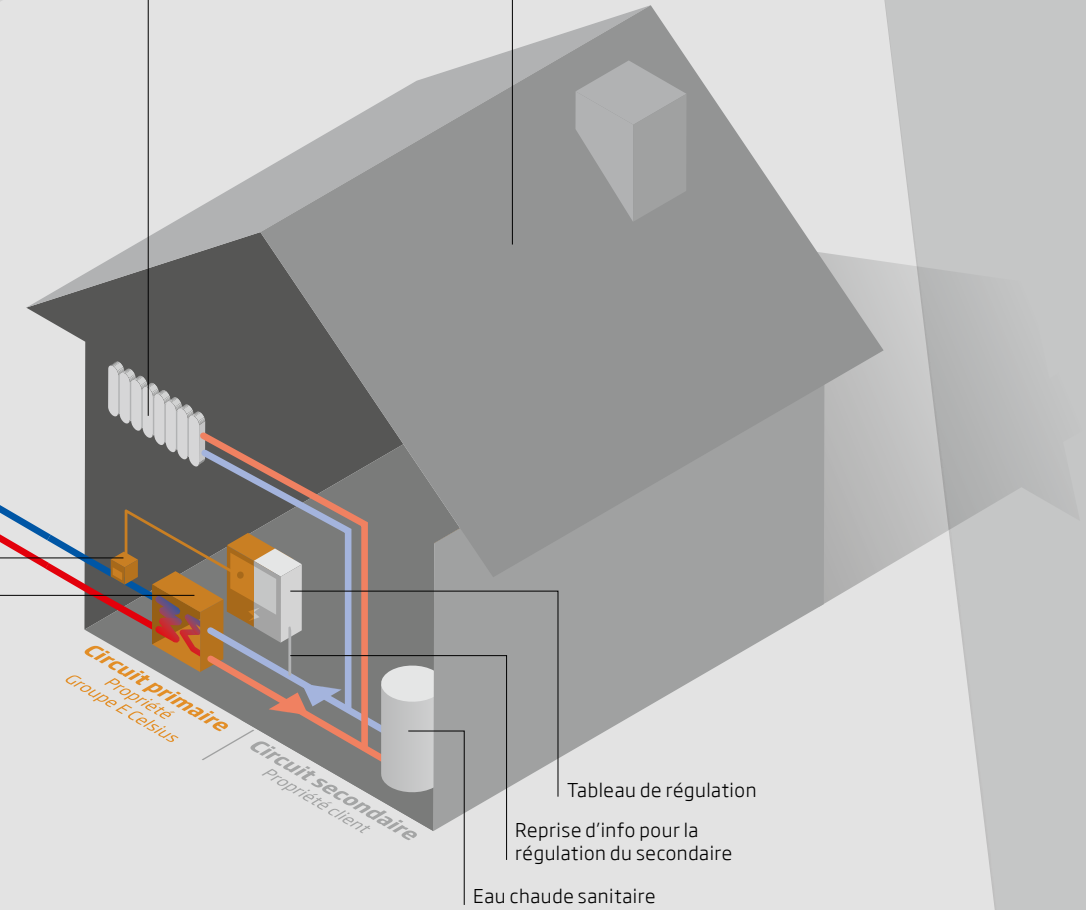 Circuit primaire
Propriété
Groupe E Celsius
Circuit secondaire
Propriété client
Tableau de régulation
Reprise d'info pour la
régulation du secondaire
Eau chaude sanitaire